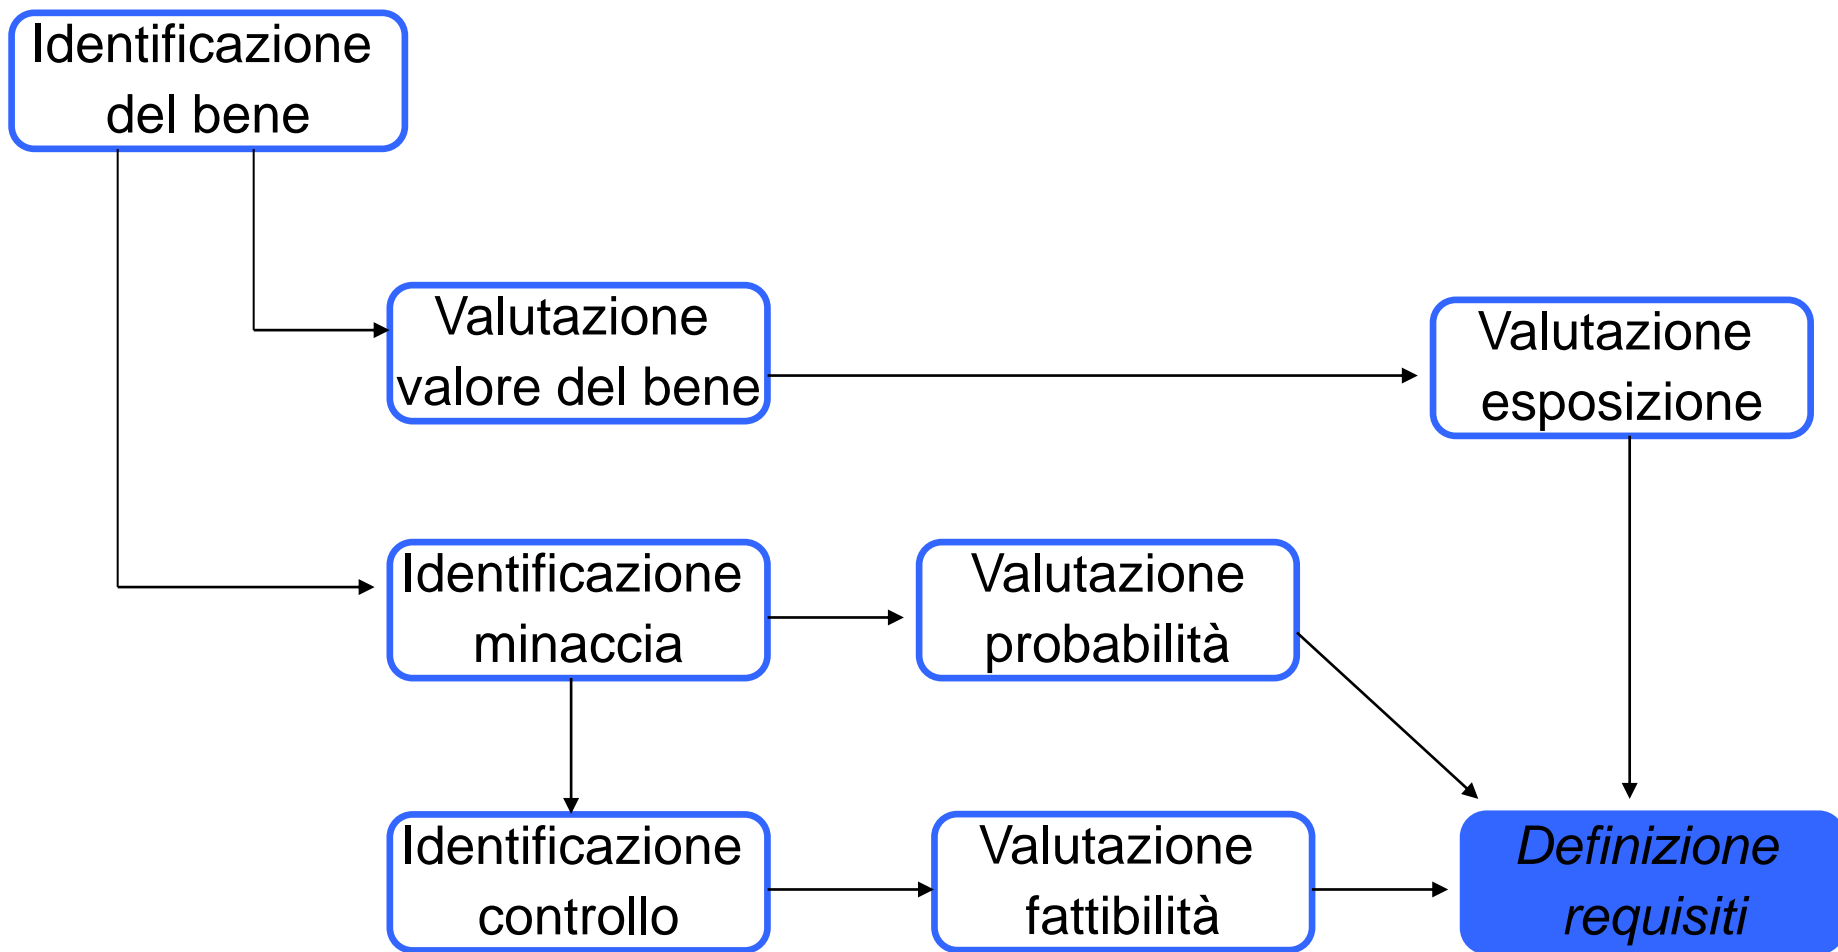 Identificazione
del bene
Valutazione
valore del bene
Valutazione
esposizione
Identificazione
minaccia
Valutazione
probabilità
Identificazione
controllo
Valutazione
fattibilità
Definizione
requisiti